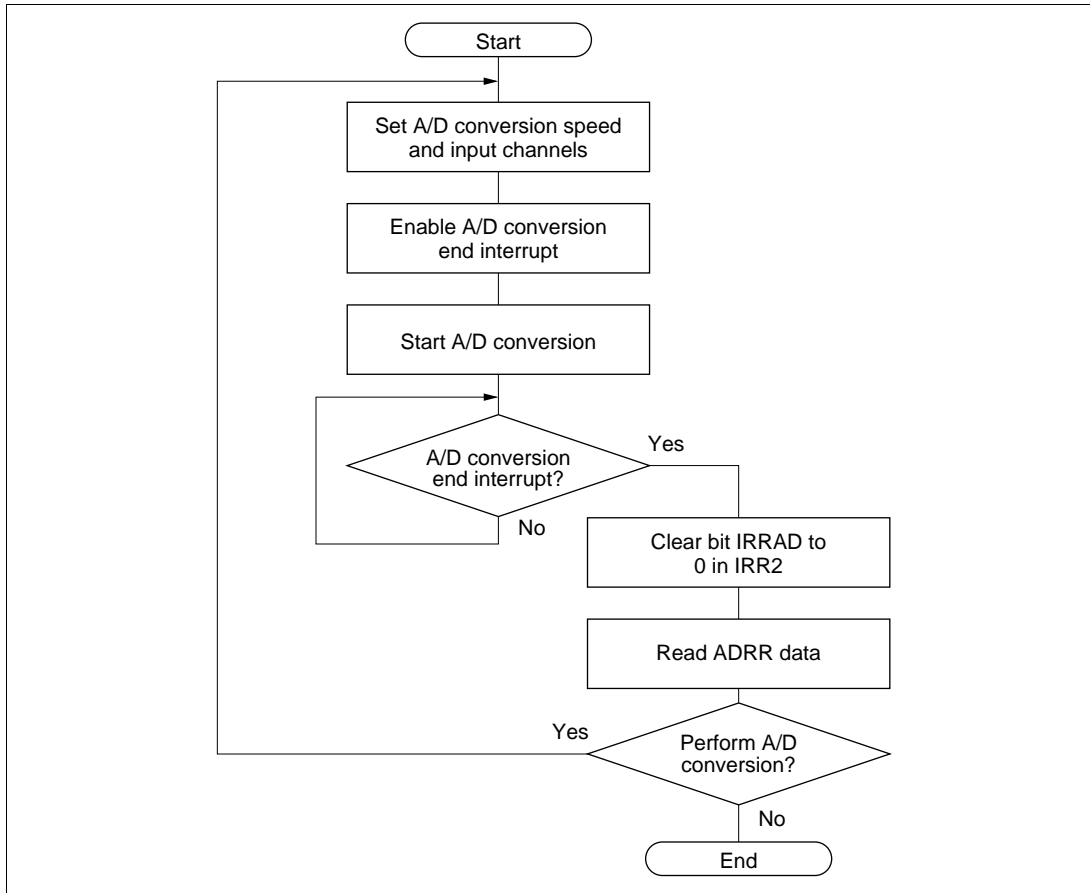 Start
Set A/D conversion speed
and input channels
Enable A/D conversion
end interrupt
Start A/D conversion
A/D conversion
end interrupt?
Yes
No
Clear bit IRRAD to
0 in IRR2
Read ADRR data
Yes
Perform A/D
conversion?
No
End